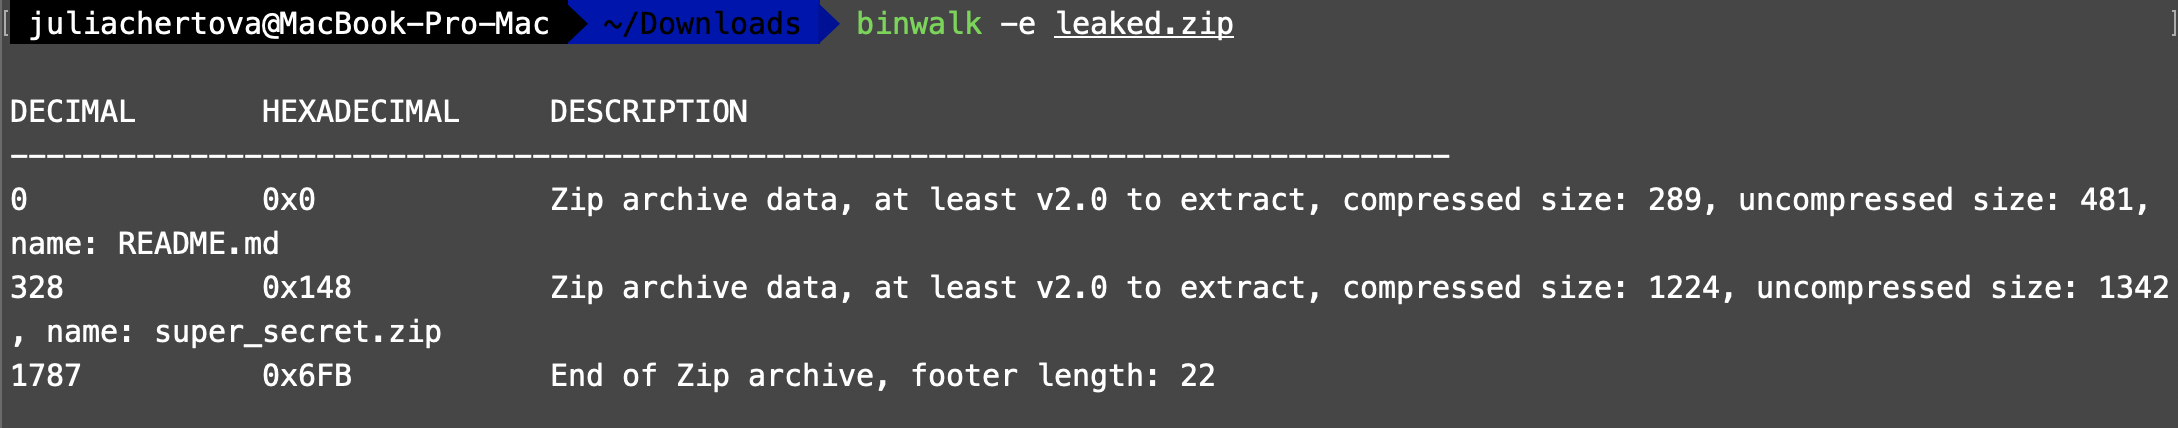 [ juliachertova@MacBook-Pro-Mac ~/Downloads binwalk -e leaked.zip ]
DECIMAL       HEXADECIMAL     DESCRIPTION
--------------------------------------------------------------------------------
0             0x0             Zip archive data, at least v2.0 to extract, compressed size: 289, uncompressed size: 481,
name: README.md
328           0x148           Zip archive data, at least v2.0 to extract, compressed size: 1224, uncompressed size: 1342
, name: super_secret.zip
1787          0x6FB           End of Zip archive, footer length: 22